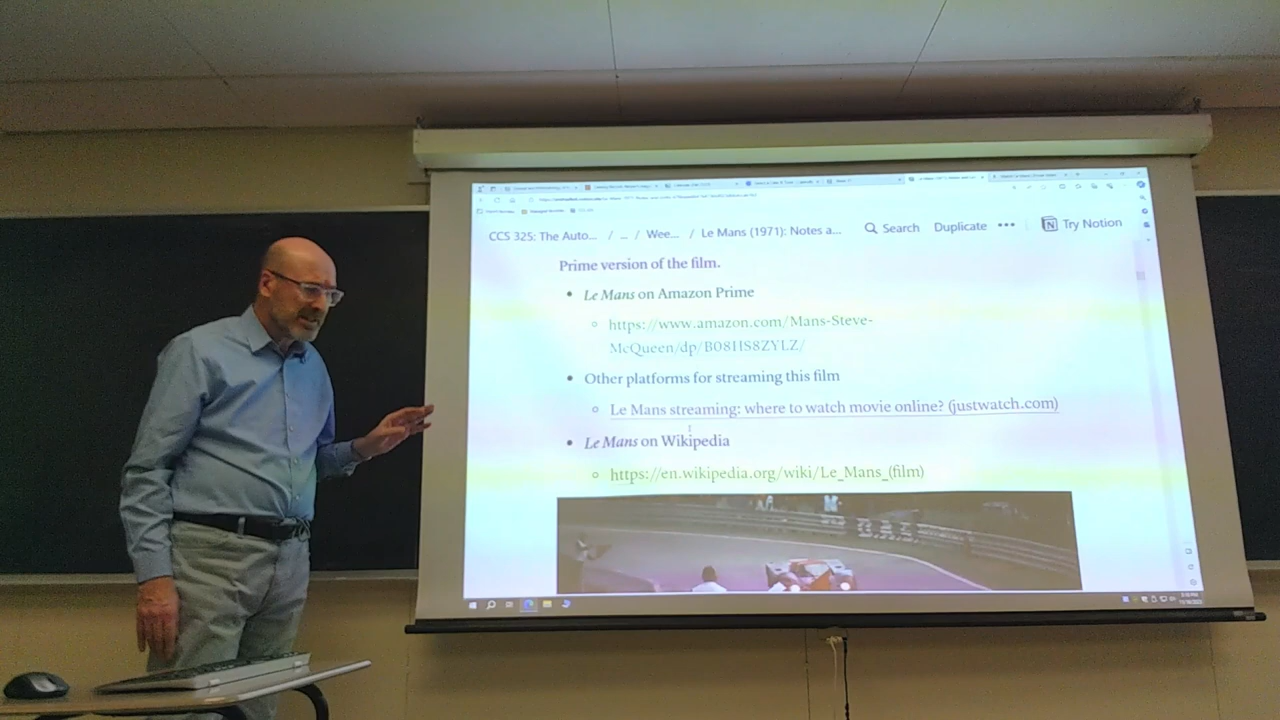 CCS 325: The Auto... / ... / Wee... / Le Mans (1971): Notes a... Search Duplicate ••• Try Notion
Prime version of the film.
• Le Mans on Amazon Prime
◦ https://www.amazon.com/Mans-Steve-
McQueen/dp/B08HS8ZYLZ/
• Other platforms for streaming this film
◦ Le Mans streaming: where to watch movie online? (justwatch.com)
• Le Mans on Wikipedia
◦ https://en.wikipedia.org/wiki/Le_Mans_(film)